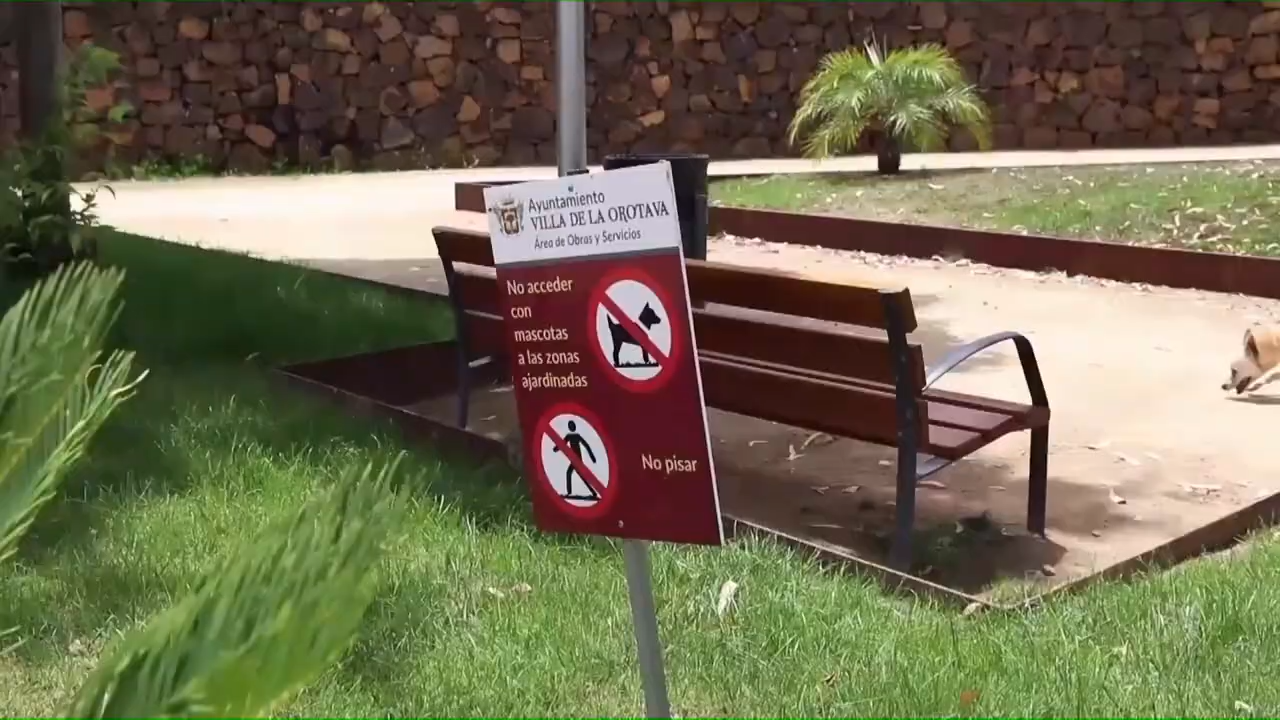 Ayuntamiento
VILLA DE LA OROTAVA
Área de Obras y Servicios
No acceder
con
mascotas
a las zonas
ajardinadas
No pisar